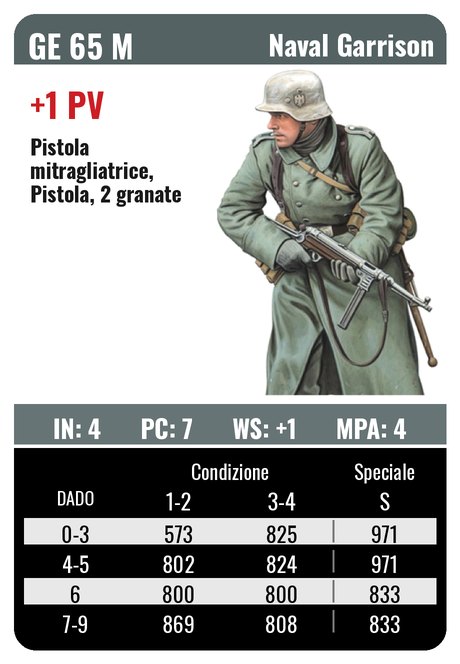 GE 65 M Naval Garrison
+1 PV
Pistola
mitragliatrice,
Pistola, 2 granate
IN: 4 PC: 7 WS: +1 MPA: 4
Condizione Speciale
DADO 1-2 3-4 S
0-3 573 825 971
4-5 802 824 971
6 800 800 833
7-9 869 808 833